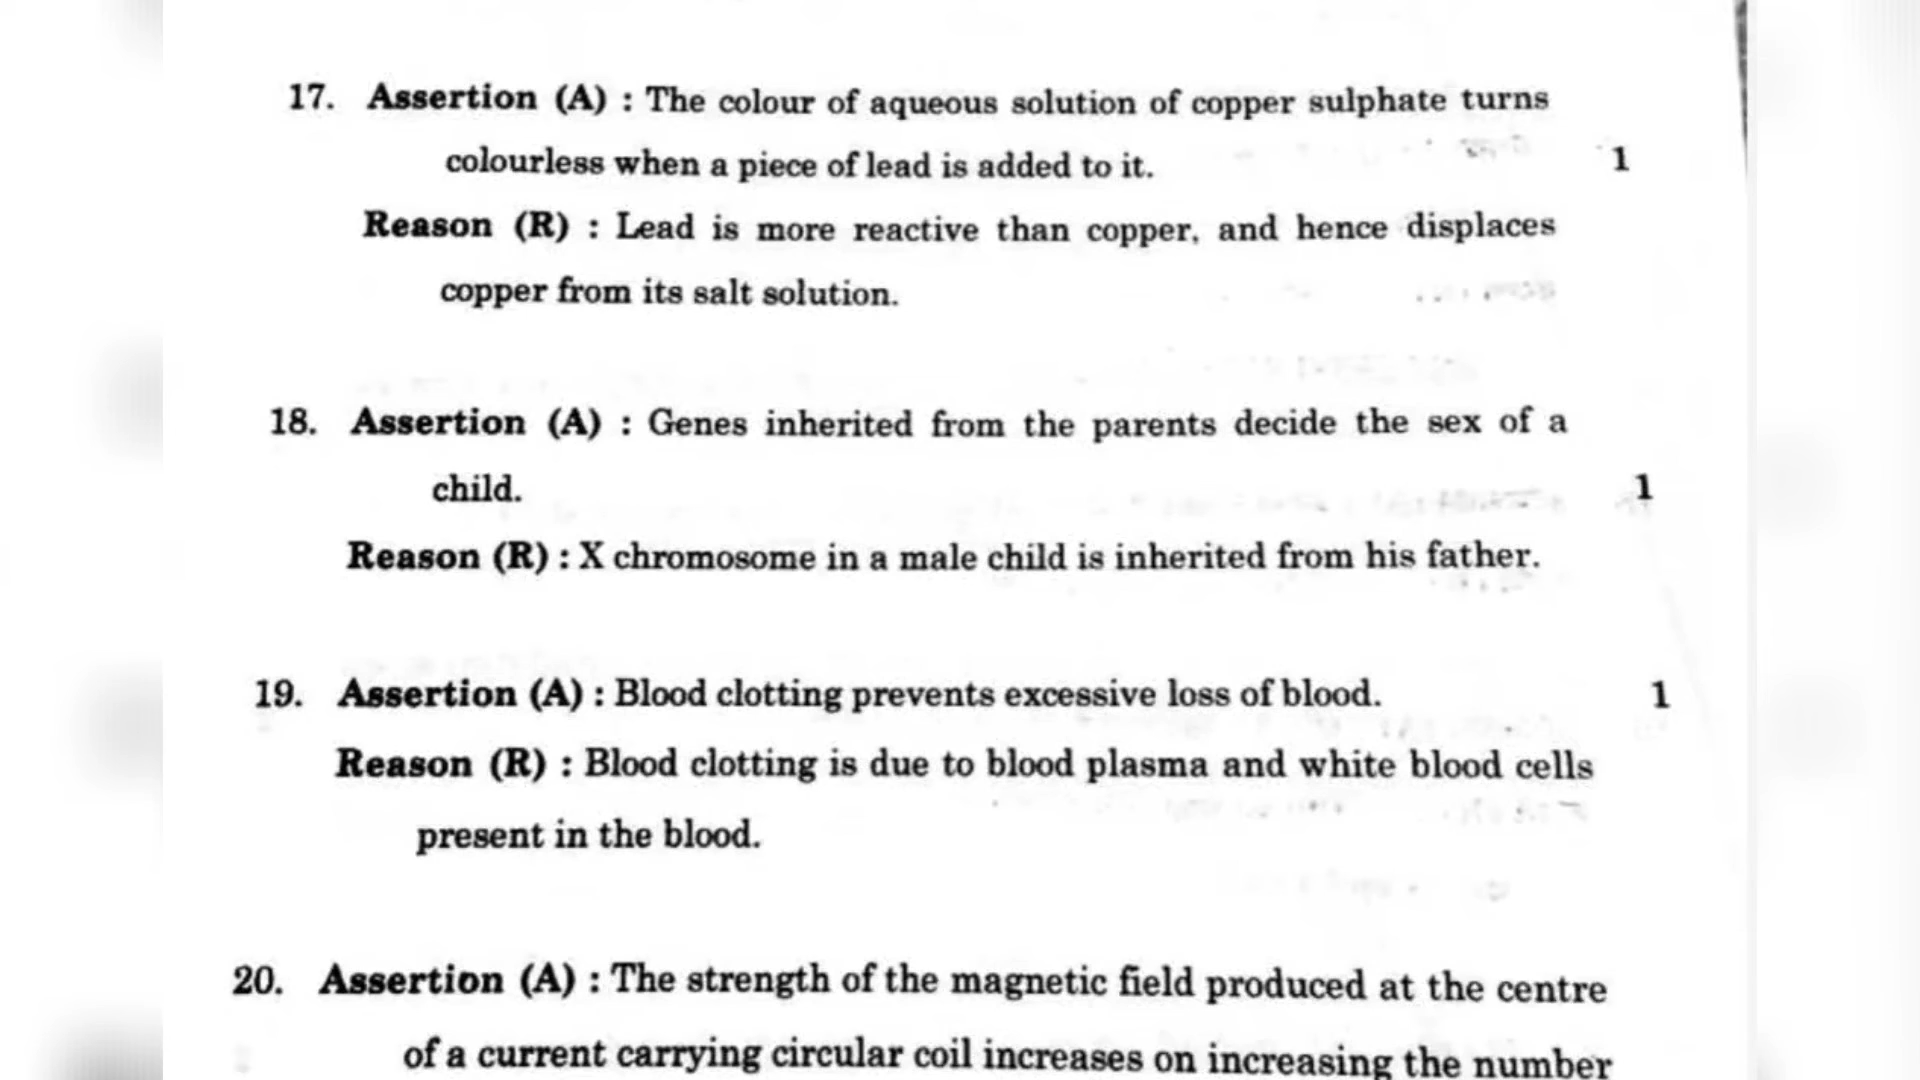 17. Assertion (A) : The colour of aqueous solution of copper sulphate turns
colourless when a piece of lead is added to it. 1
Reason (R) : Lead is more reactive than copper, and hence displaces
copper from its salt solution.
18. Assertion (A) : Genes inherited from the parents decide the sex of a
child. 1
Reason (R) : X chromosome in a male child is inherited from his father.
19. Assertion (A) : Blood clotting prevents excessive loss of blood. 1
Reason (R) : Blood clotting is due to blood plasma and white blood cells
present in the blood.
20. Assertion (A) : The strength of the magnetic field produced at the centre
of a current carrying circular coil increases on increasing the number